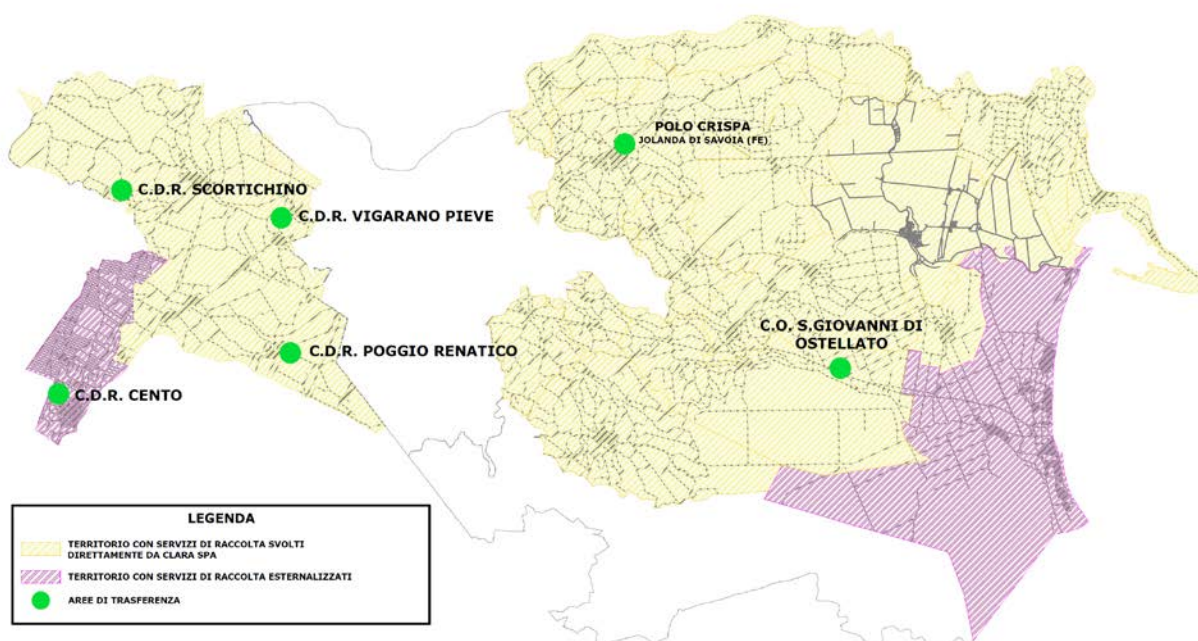 POLO CRISPA
JOLANDA DI SAVOIA (FE)
C.D.R. SCORTICHINO
C.D.R. VIGARANO PIEVE
C.O. S.GIOVANNI DI
OSTELLATO
C.D.R. POGGIO RENATICO
C.D.R. CENTO
LEGENDA
TERRITORIO CON SERVIZI DI RACCOLTA SVOLTI
DIRETTAMENTE DA CLARA SPA
TERRITORIO CON SERVIZI DI RACCOLTA ESTERNALIZZATI
AREE DI TRASFERENZA